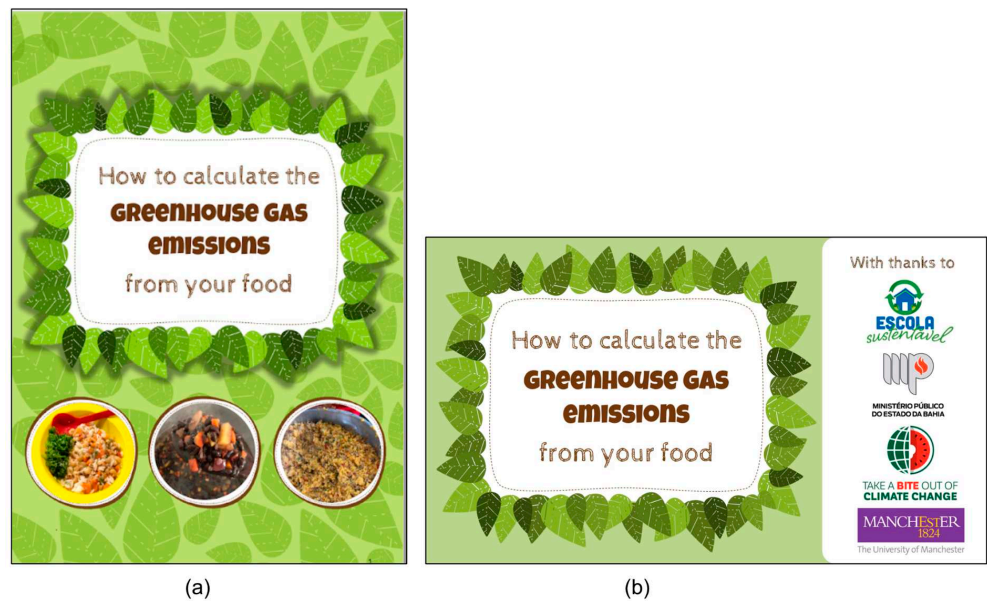 How to calculate the
GReenHouse Gas
emissions
from your food
How to calculate the
GReenHouse Gas
emissions
from your food
With thanks to
ESCOLA
sustentável
mp
MINISTÉRIO PÚBLICO
DO ESTADO DA BAHIA
TAKE A BITE OUT OF
CLIMATE CHANGE
MANCHESTER
1824
The University of Manchester
(a)
(b)